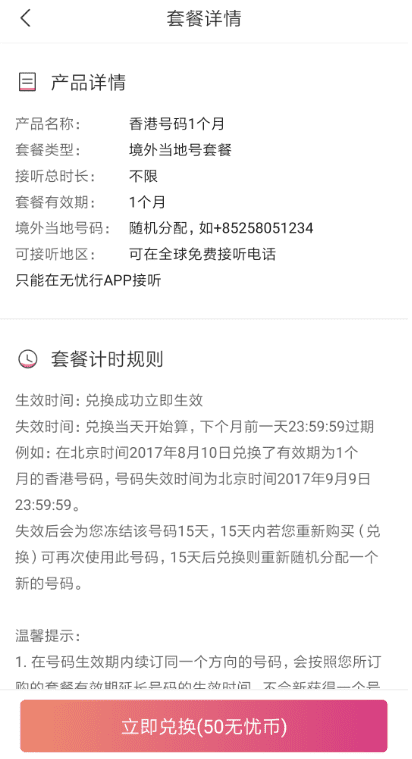 套餐详情
产品详情
产品名称： 香港号码1个月
套餐类型： 境外当地号套餐
接听总时长： 不限
套餐有效期： 1个月
境外当地号码： 随机分配，如+85258051234
可接听地区： 可在全球免费接听电话
只能在无忧行APP接听
套餐计时规则
生效时间：兑换成功立即生效
失效时间：兑换当天开始算，下个月前一天23:59:59过期
例如：在北京时间2017年8月10日兑换了有效期为1个
月的香港号码，号码失效时间为北京时间2017年9月9日
23:59:59。
失效后会为您冻结该号码15天，15天内若您重新购买（兑
换）可再次使用此号码，15天后兑换则重新随机分配一个
新的号码。
温馨提示：
1. 在号码生效期内续订同一个方向的号码，会按照您所订
购的套餐有效期延长号码的生效时间，不会新获得一个号
立即兑换(50无忧币)